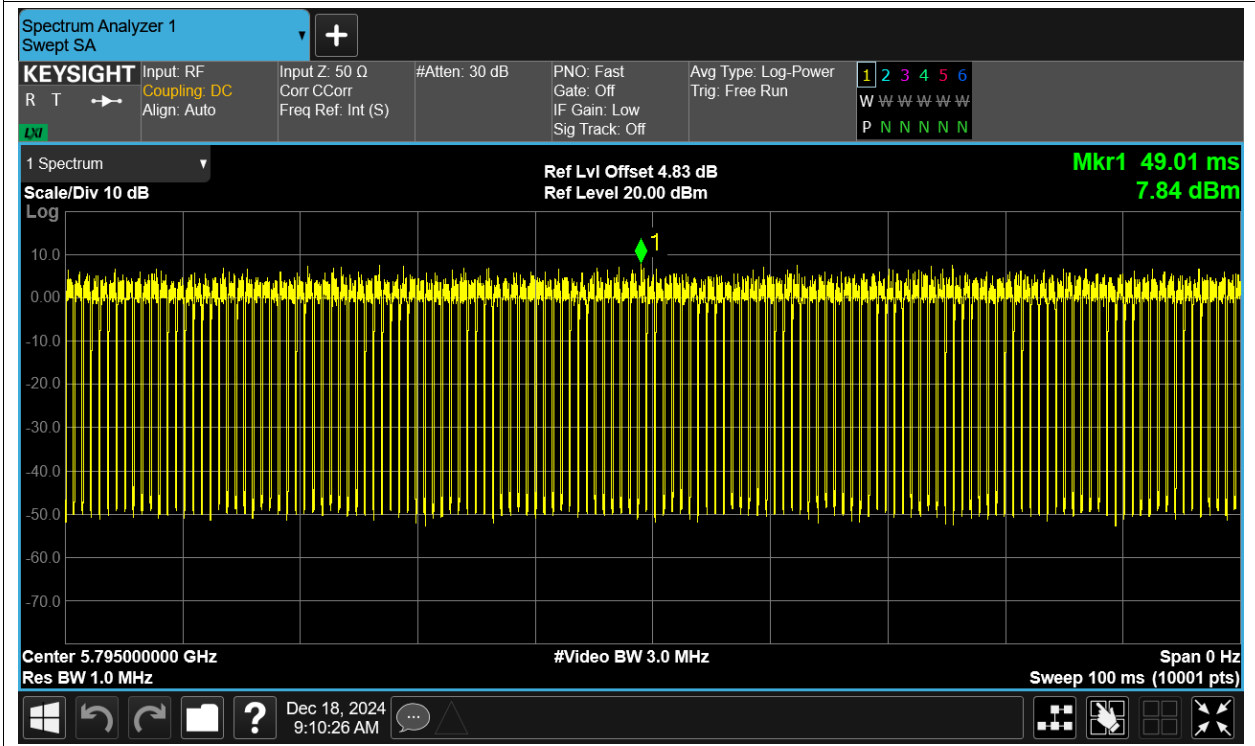 Spectrum Analyzer 1
Swept SA
+
KEYSIGHT
R T
LXI
Input: RF
Coupling: DC
Align: Auto
Input Z: 50 Ω
Corr CCorr
Freq Ref: Int (S)
#Atten: 30 dB
PNO: Fast
Gate: Off
IF Gain: Low
Sig Track: Off
Avg Type: Log-Power
Trig: Free Run
1 2 3 4 5 6
W W W W W W
P N N N N N
1 Spectrum
Scale/Div 10 dB
Ref Lvl Offset 4.83 dB
Ref Level 20.00 dBm
Mkr1 49.01 ms
7.84 dBm
Log
1
10.0
0.00
-10.0
-20.0
-30.0
-40.0
-50.0
-60.0
-70.0
Center 5.795000000 GHz
#Video BW 3.0 MHz
Span 0 Hz
Res BW 1.0 MHz
Sweep 100 ms (10001 pts)
?
Dec 18, 2024
9:10:26 AM